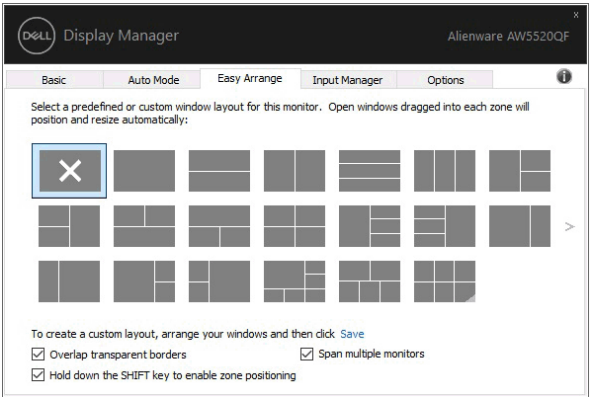 DELL Display Manager
Alienware AW5520QF
x
Basic Auto Mode Easy Arrange Input Manager Options i
Select a predefined or custom window layout for this monitor. Open windows dragged into each zone will
position and resize automatically:
>
To create a custom layout, arrange your windows and then click Save
Overlap transparent borders Span multiple monitors
Hold down the SHIFT key to enable zone positioning